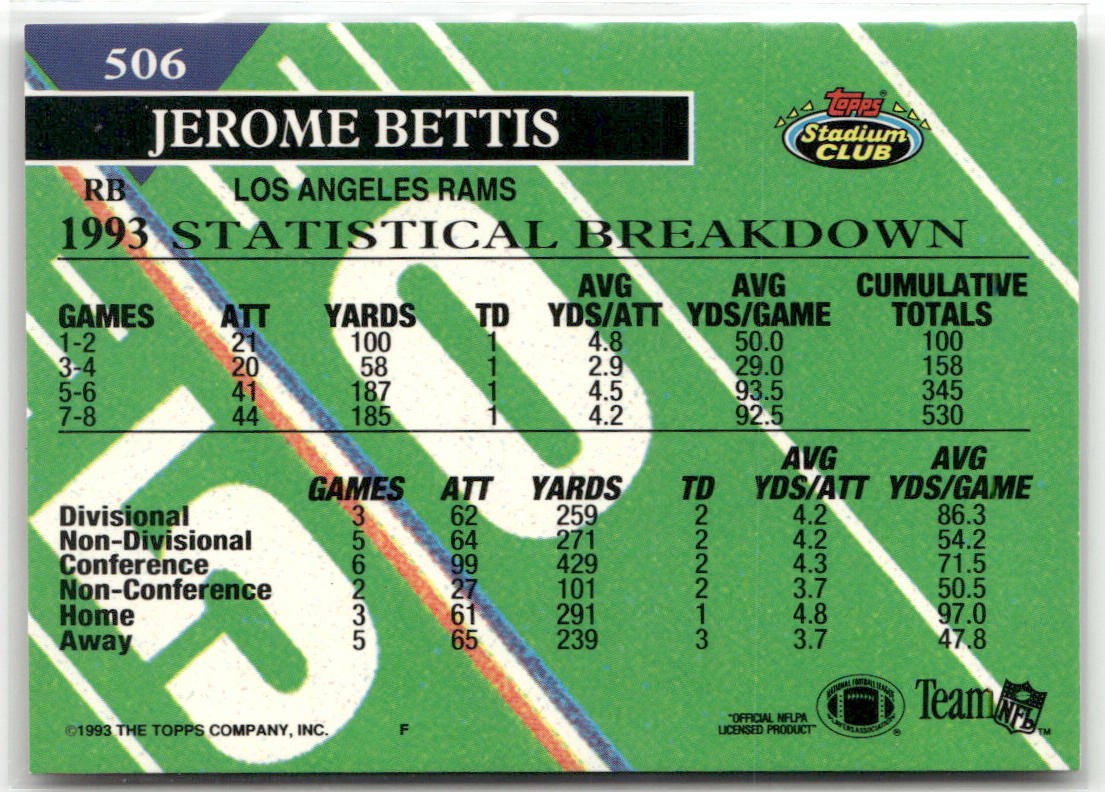 506
JEROME BETTIS
Topps®
Stadium
CLUB
RB LOS ANGELES RAMS
1993 STATISTICAL BREAKDOWN
AVG AVG CUMULATIVE
GAMES ATT YARDS TD YDS/ATT YDS/GAME TOTALS
1-2 21 100 1 4.8 50.0 100
3-4 20 58 1 2.9 29.0 158
5-6 41 187 1 4.5 93.5 345
7-8 44 185 1 4.2 92.5 530
AVG AVG
GAMES ATT YARDS TD YDS/ATT YDS/GAME
Divisional 3 62 259 2 4.2 86.3
Non-Divisional 5 64 271 2 4.2 54.2
Conference 6 99 429 2 4.3 71.5
Non-Conference 2 27 101 2 3.7 50.5
Home 3 61 291 1 4.8 97.0
Away 5 65 239 3 3.7 47.8
50
©1993 THE TOPPS COMPANY, INC. F
"OFFICIAL NFLPA
LICENSED PRODUCT"
NATIONAL FOOTBALL LEAGUE
PLAYERS ASSOCIATION ®
Team NFL ™